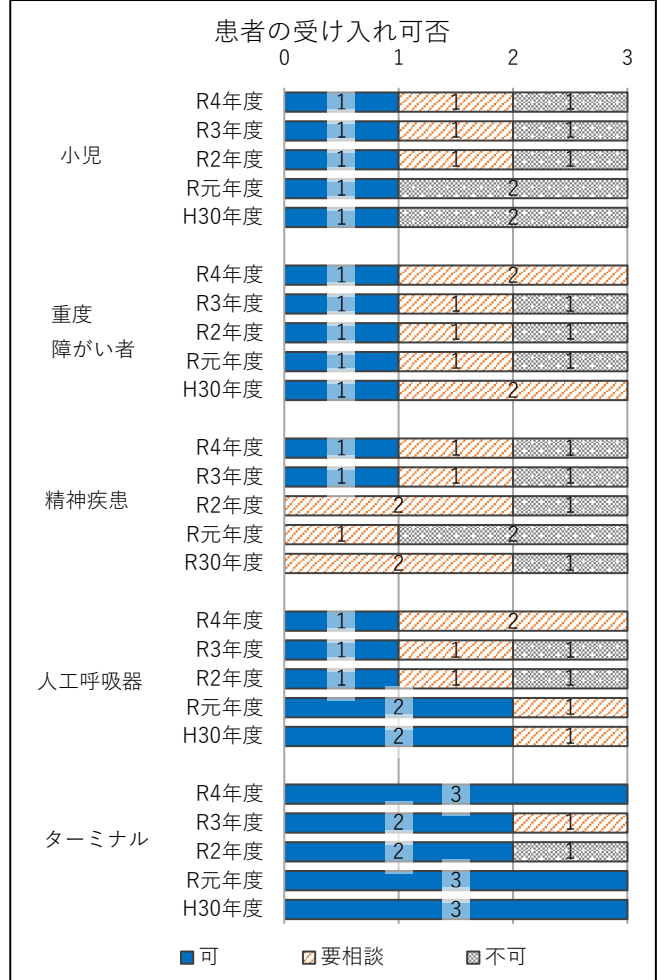 患者の受け入れ可否
0 1 2 3
小児
R4年度 1 1 1
R3年度 1 1 1
R2年度 1 1 1
R元年度 1 2
H30年度 1 2
重度
障がい者
R4年度 1 2
R3年度 1 1 1
R2年度 1 1 1
R元年度 1 1 1
H30年度 1 2
精神疾患
R4年度 1 1 1
R3年度 1 1 1
R2年度 2 1
R元年度 1 2
R30年度 2 1
人工呼吸器
R4年度 1 2
R3年度 1 1 1
R2年度 1 1 1
R元年度 2 1
H30年度 2 1
ターミナル
R4年度 3
R3年度 2 1
R2年度 2 1
R元年度 3
H30年度 3
可 要相談 不可